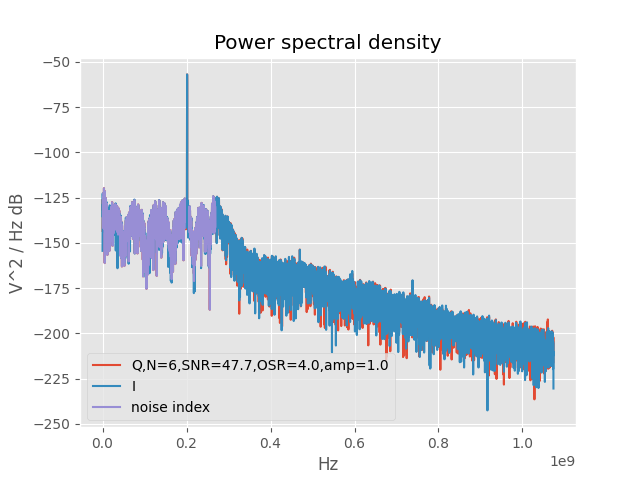 Power spectral density
V^2 / Hz dB
−50
−75
−100
−125
−150
−175
−200
−225
−250
Q,N=6,SNR=47.7,OSR=4.0,amp=1.0
I
noise index
0.0 0.2 0.4 0.6 0.8 1.0
1e9
Hz